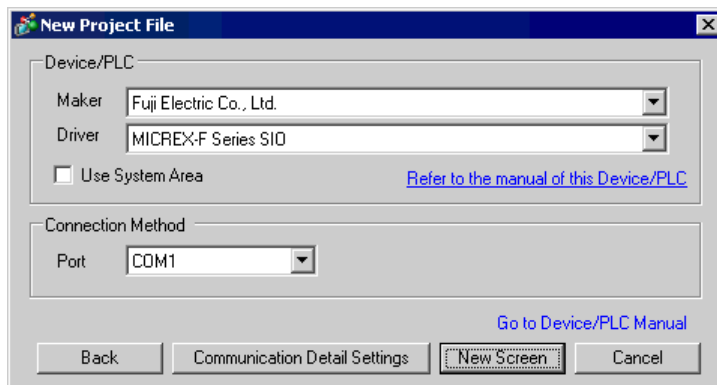 New Project File
Device/PLC
Maker Fuji Electric Co., Ltd.
Driver MICREX-F Series SIO
Use System Area Refer to the manual of this Device/PLC
Connection Method
Port COM1
Go to Device/PLC Manual
Back Communication Detail Settings New Screen Cancel